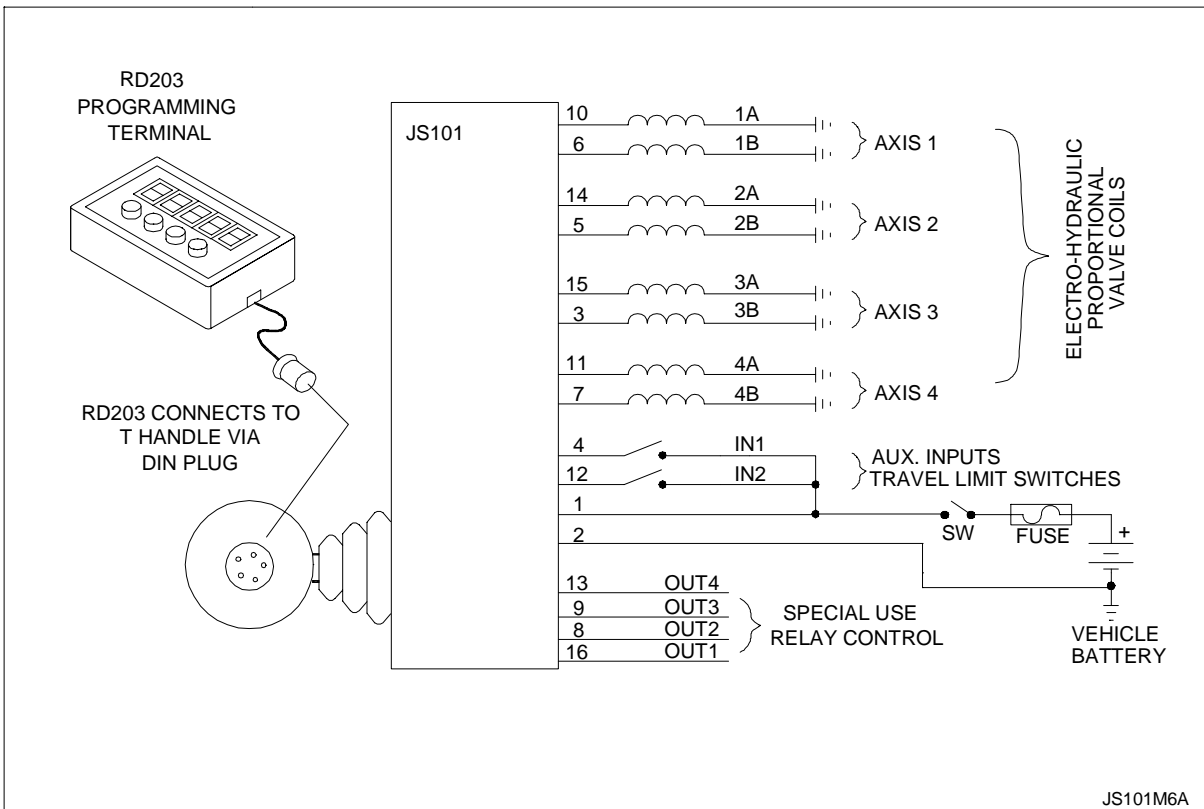 RD203
PROGRAMMING
TERMINAL
RD203 CONNECTS TO
T HANDLE VIA
DIN PLUG
JS101
10 1A
6 1B
AXIS 1
14 2A
5 2B
AXIS 2
15 3A
3 3B
AXIS 3
11 4A
7 4B
AXIS 4
ELECTRO-HYDRAULIC
PROPORTIONAL
VALVE COILS
4 IN1
12 IN2
AUX. INPUTS
TRAVEL LIMIT SWITCHES
1
2
SW
FUSE
+
VEHICLE
BATTERY
13 OUT4
9 OUT3
8 OUT2
16 OUT1
SPECIAL USE
RELAY CONTROL
JS101M6A